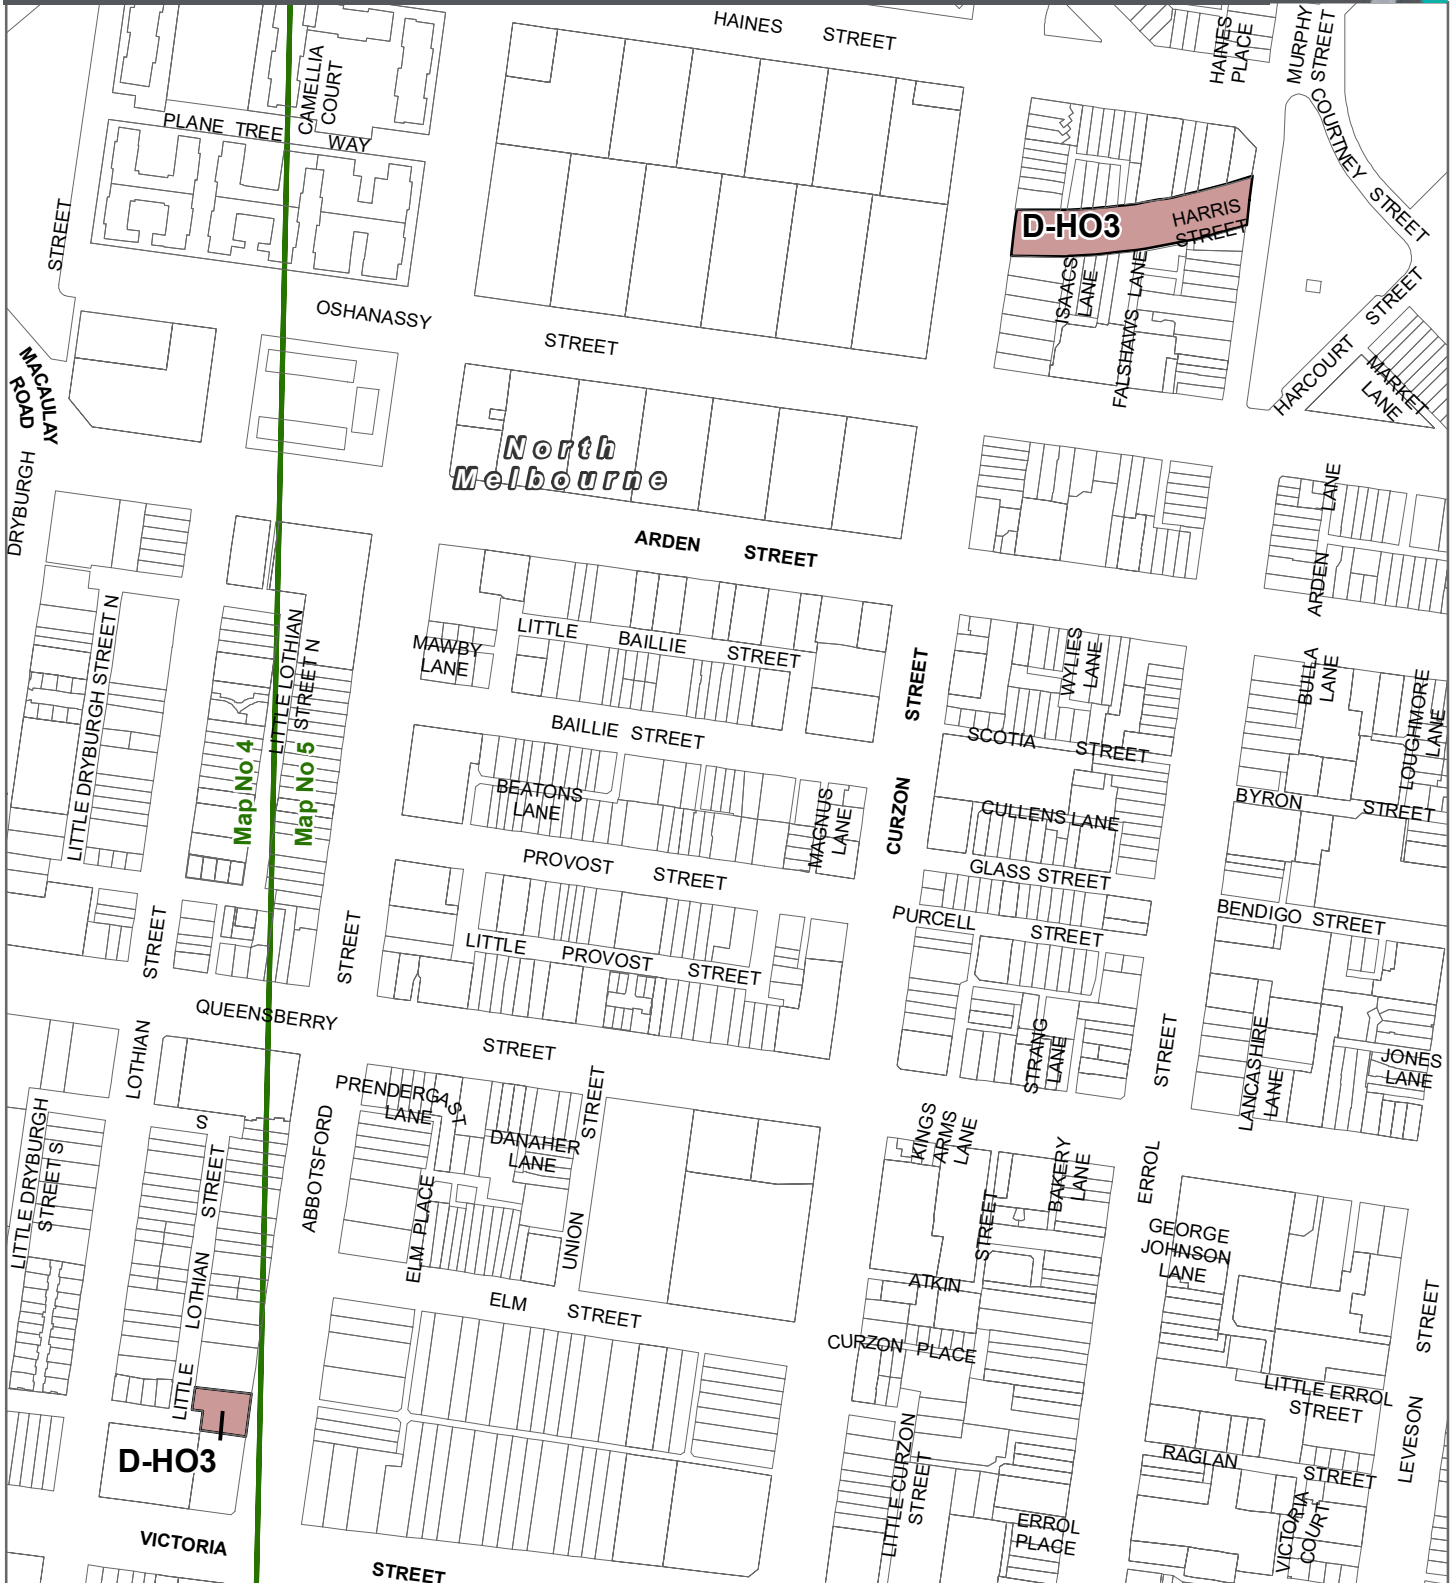 HAINES STREET
HAINES
PLACE
MURPHY
STREET
CAMELLIA
COURT
PLANE TREE WAY
COURTNEY STREET
STREET
D-HO3
HARRIS
STREET
ISAACS
LANE
FALSHAWS LANE
OSHANASSY STREET
HARCOURT STREET
MARKET
LANE
MACAULAY
ROAD
North
Melbourne
DRYBURGH
ARDEN STREET
ARDEN LANE
LITTLE DRYBURGH STREET N
LITTLE LOTHIAN
STREET N
MAWBY
LANE
LITTLE BAILLIE STREET
WYLIES
LANE
BULLA
LANE
LOUGHMORE
LANE
STREET
BAILLIE STREET
SCOTIA STREET
Map No 4
Map No 5
BEATONS
LANE
MAGNUS
LANE
CURZON
CULLENS LANE
BYRON STREET
PROVOST STREET
GLASS STREET
PURCELL STREET
BENDIGO STREET
STREET
STREET
LITTLE PROVOST STREET
QUEENSBERRY STREET
LOTHIAN
STRANG
LANE
STREET
LANCASHIRE
LANE
JONES
LANE
PRENDERGAST
LANE
STREET
DANAHER
LANE
KINGS
ARMS
LANE
BAKERY
LANE
ERROL
S
LITTLE DRYBURGH
STREET S
STREET
ABBOTSFORD
ELM PLACE
UNION
STREET
GEORGE
JOHNSON
LANE
LOTHIAN
ATKIN
ELM STREET
CURZON PLACE
STREET
LITTLE
LITTLE ERROL
STREET
LEVESON
D-HO3
LITTLE CURZON
STREET
RAGLAN STREET
VICTORIA
COURT
ERROL
PLACE
VICTORIA STREET